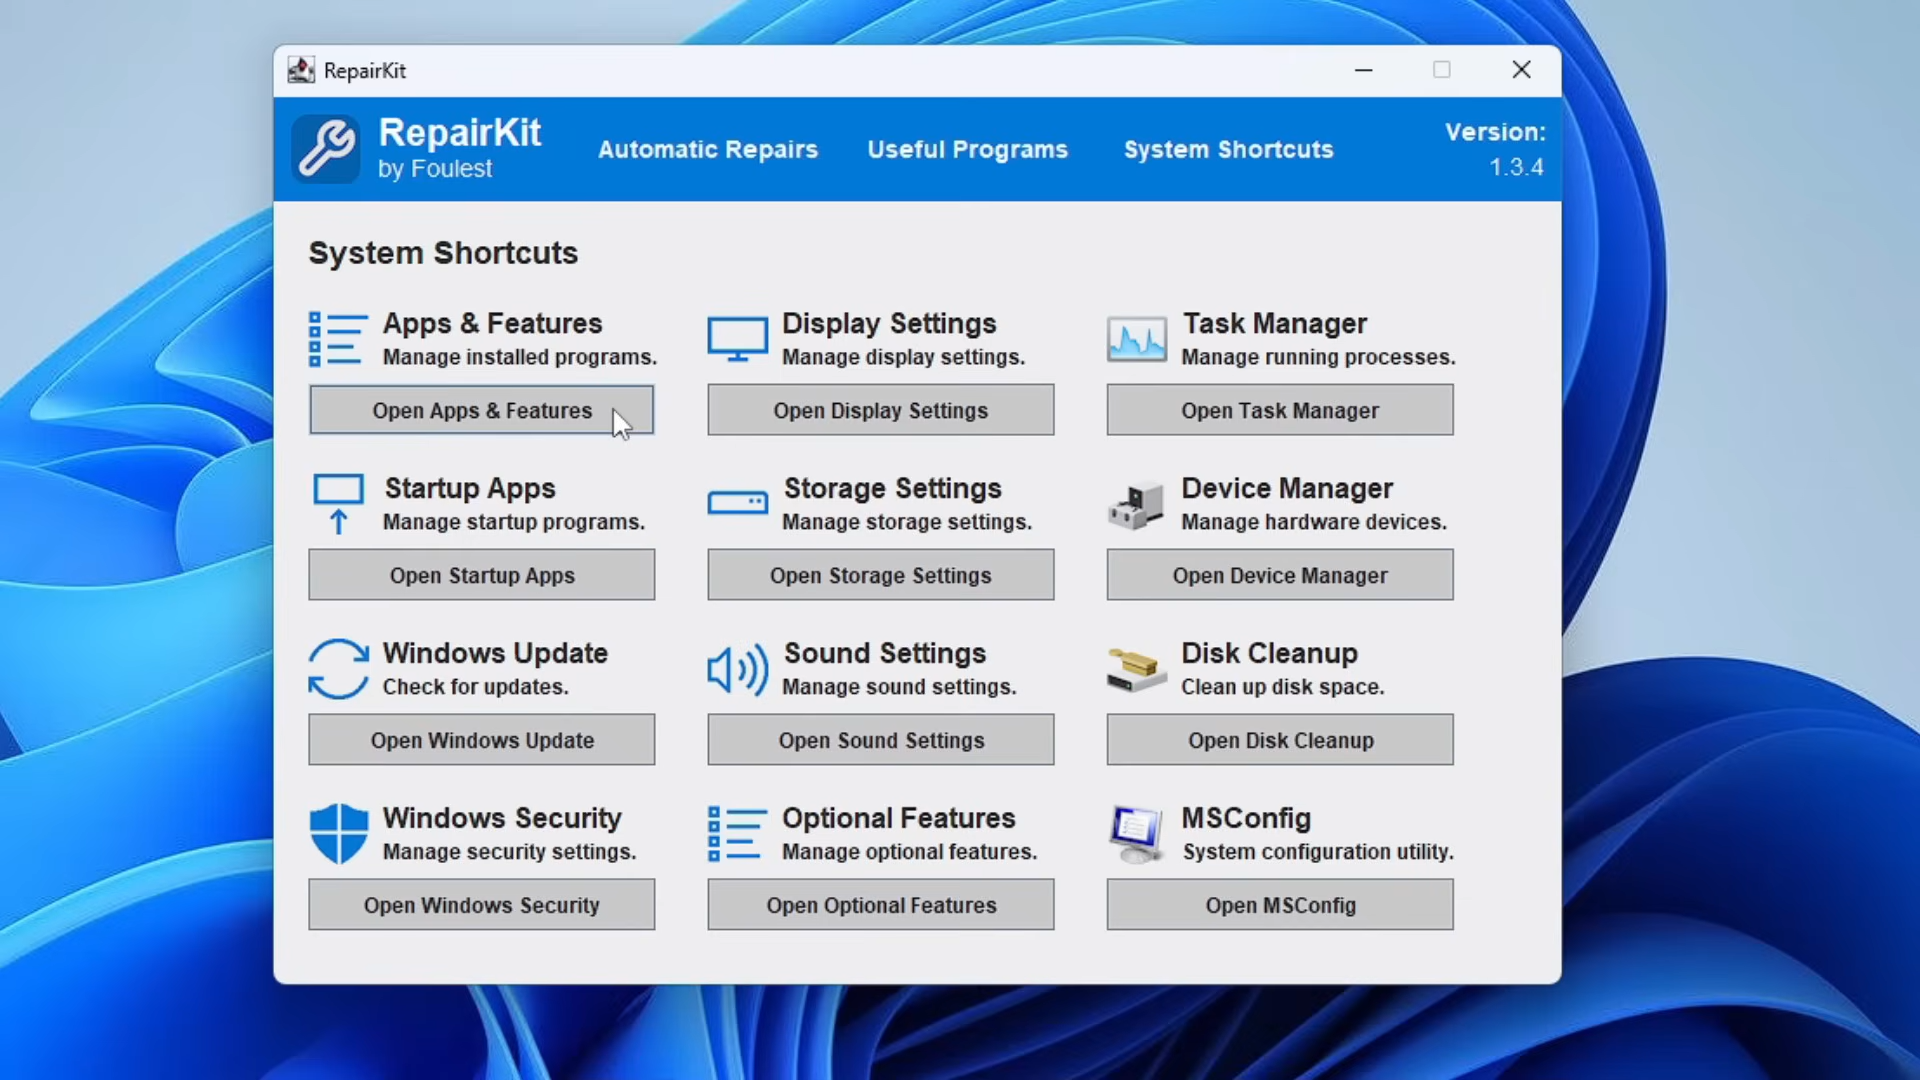 RepairKit
RepairKit
by Foulest
Automatic Repairs
Useful Programs
System Shortcuts
Version:
1.3.4
System Shortcuts
Apps & Features
Manage installed programs.
Open Apps & Features
Display Settings
Manage display settings.
Open Display Settings
Task Manager
Manage running processes.
Open Task Manager
Startup Apps
Manage startup programs.
Open Startup Apps
Storage Settings
Manage storage settings.
Open Storage Settings
Device Manager
Manage hardware devices.
Open Device Manager
Windows Update
Check for updates.
Open Windows Update
Sound Settings
Manage sound settings.
Open Sound Settings
Disk Cleanup
Clean up disk space.
Open Disk Cleanup
Windows Security
Manage security settings.
Open Windows Security
Optional Features
Manage optional features.
Open Optional Features
MSConfig
System configuration utility.
Open MSConfig